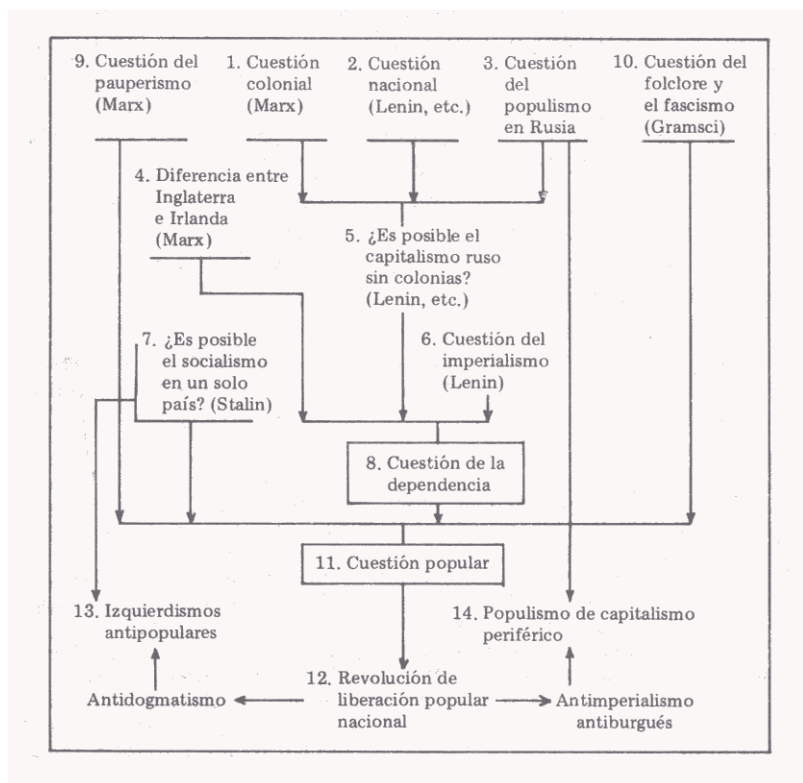 9. Cuestión del
pauperismo
(Marx)
1. Cuestión
colonial
(Marx)
2. Cuestión
nacional
(Lenin, etc.)
3. Cuestión
del
populismo
en Rusia
10. Cuestión del
folclore y
el fascismo
(Gramsci)
4. Diferencia entre
Inglaterra
e Irlanda
(Marx)
5. ¿Es posible el
capitalismo ruso
sin colonias?
(Lenin, etc.)
7. ¿Es posible
el socialismo
en un solo
país? (Stalin)
6. Cuestión del
imperialismo
(Lenin)
8. Cuestión de la
dependencia
11. Cuestión popular
13. Izquierdismos
antipopulares
14. Populismo de capitalismo
periférico
12. Revolución de
liberación popular
nacional
Antidogmatismo
Antimperialismo
antiburgués